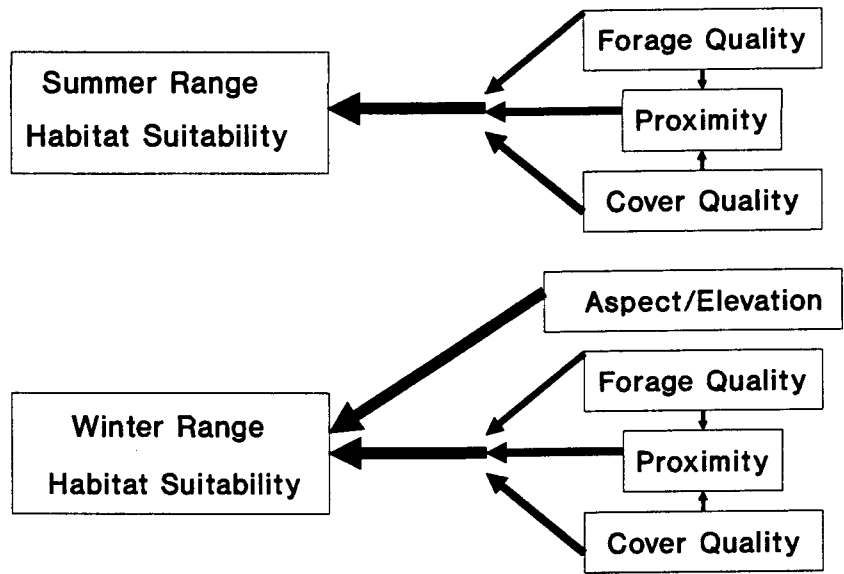 Summer Range
Habitat Suitability
Forage Quality
Proximity
Cover Quality
Aspect/Elevation
Winter Range
Habitat Suitability
Forage Quality
Proximity
Cover Quality